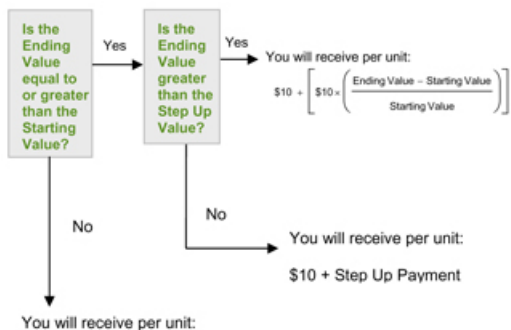 Is the
Ending
Value
equal to
or greater
than the
Starting
Value?
Yes
Is the
Ending
Value
greater
than the
Step Up
Value?
Yes
You will receive per unit:
$10 + [ $10 × ( Ending Value – Starting Value
Starting Value ) ]
No
No
You will receive per unit:
$10 + Step Up Payment
You will receive per unit: